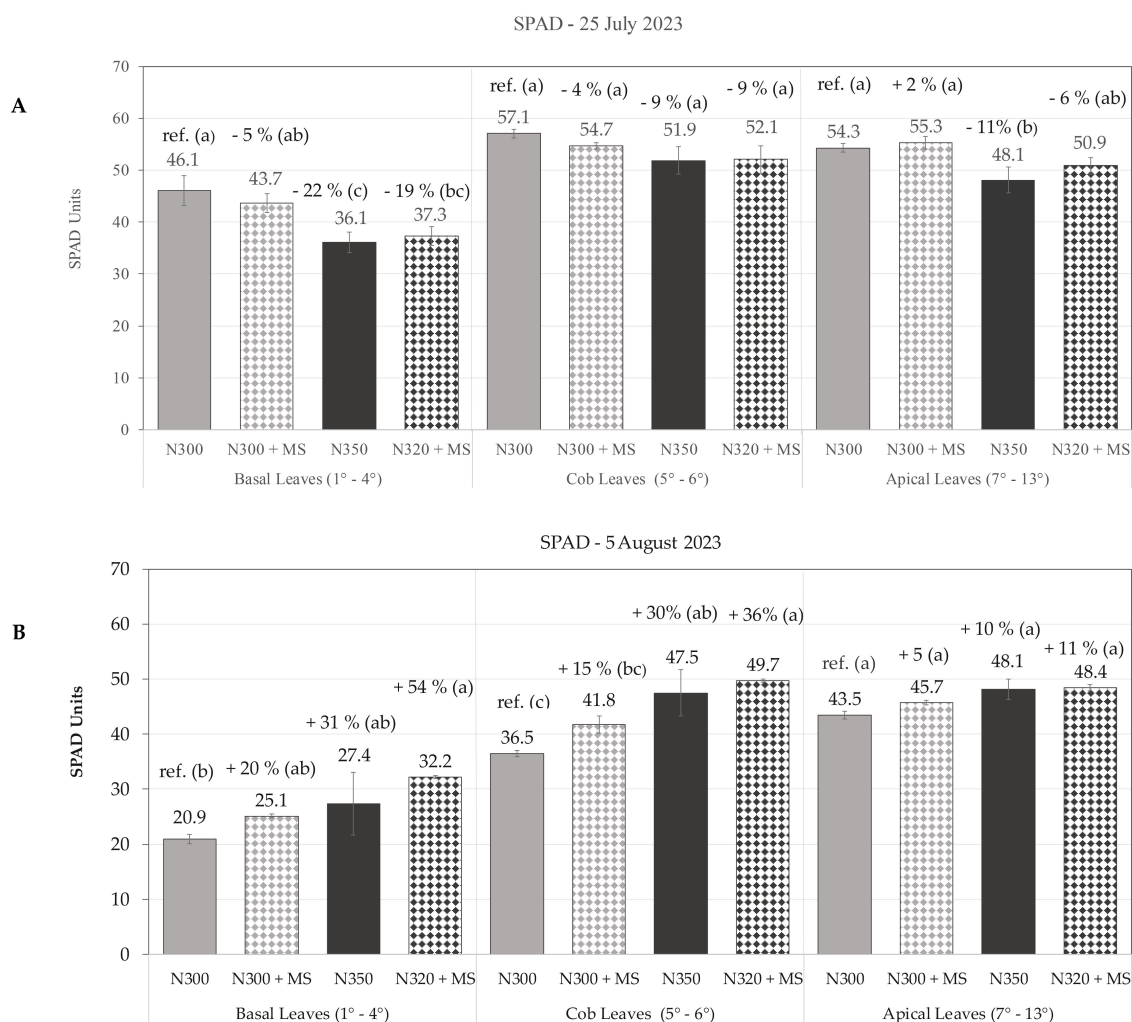 SPAD - 25 July 2023
A
SPAD Units
70
60
50
40
30
20
10
0
ref. (a)
46.1
- 5 % (ab)
43.7
- 22 % (c)
36.1
- 19 % (bc)
37.3
ref. (a)
57.1
- 4 % (a)
54.7
- 9 % (a)
51.9
- 9 % (a)
52.1
ref. (a)
54.3
+ 2 % (a)
55.3
- 11% (b)
48.1
- 6 % (ab)
50.9
N300 N300 + MS N350 N320 + MS N300 N300 + MS N350 N320 + MS N300 N300 + MS N350 N320 + MS
Basal Leaves (1° - 4°) Cob Leaves (5° - 6°) Apical Leaves (7° - 13°)
SPAD - 5 August 2023
B
SPAD Units
70
60
50
40
30
20
10
0
ref. (b)
20.9
+ 20 % (ab)
25.1
+ 31 % (ab)
27.4
+ 54 % (a)
32.2
ref. (c)
36.5
+ 15 % (bc)
41.8
+ 30% (ab)
47.5
+ 36% (a)
49.7
ref. (a)
43.5
+ 5 (a)
45.7
+ 10 % (a)
48.1
+ 11 % (a)
48.4
N300 N300 + MS N350 N320 + MS N300 N300 + MS N350 N320 + MS N300 N300 + MS N350 N320 + MS
Basal Leaves (1° - 4°) Cob Leaves (5° - 6°) Apical Leaves (7° - 13°)